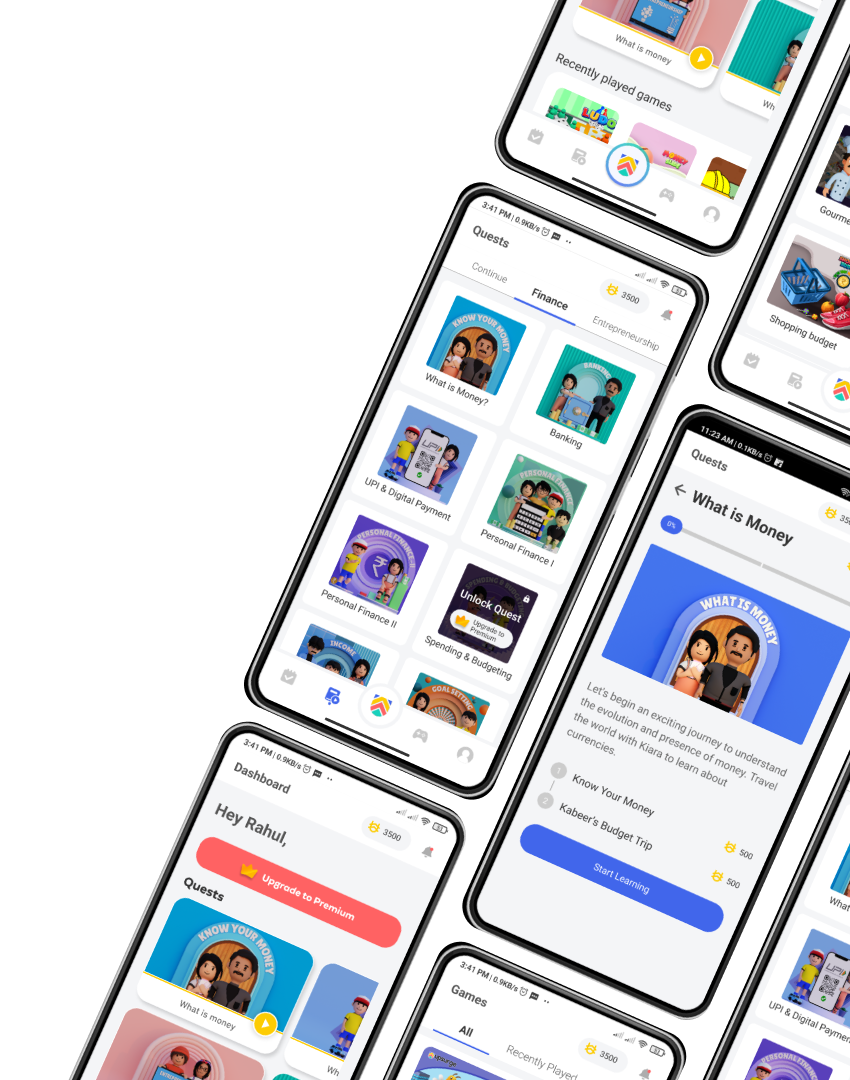 What is money
Wh
Recently played games
LUDO
Gourme
Shopping budget
3:41 PM | 0.9KB/s
Quests
3500
Continue
Finance
Entrepreneurship
KNOW YOUR MONEY
What is Money?
BANKING
Banking
UPI
UPI & Digital Payment
PERSONAL FINANCE
Personal Finance I
PERSONAL FINANCE-II
Personal Finance II
SPENDING & BUDGETING
Unlock Quest
Upgrade to
Premium
Spending & Budgeting
INCOME
GOAL SETTING
11:23 AM | 0.1KB/s
Quests
350
What is Money
0%
WHAT IS MONEY
Let's begin an exciting journey to understand
the evolution and presence of money. Travel
the world with Kiara to learn about
currencies.
1 Know Your Money
500
2 Kabeer's Budget Trip
500
Start Learning
3:41 PM | 0.9KB/s
Dashboard
3500
Hey Rahul,
Upgrade to Premium
Quests
KNOW YOUR MONEY
What is money
Wh
3:41 PM | 0.9KB/s
Games
3500
All
Recently Played
upsurge
What
UPI
UPI & Digital Paymen